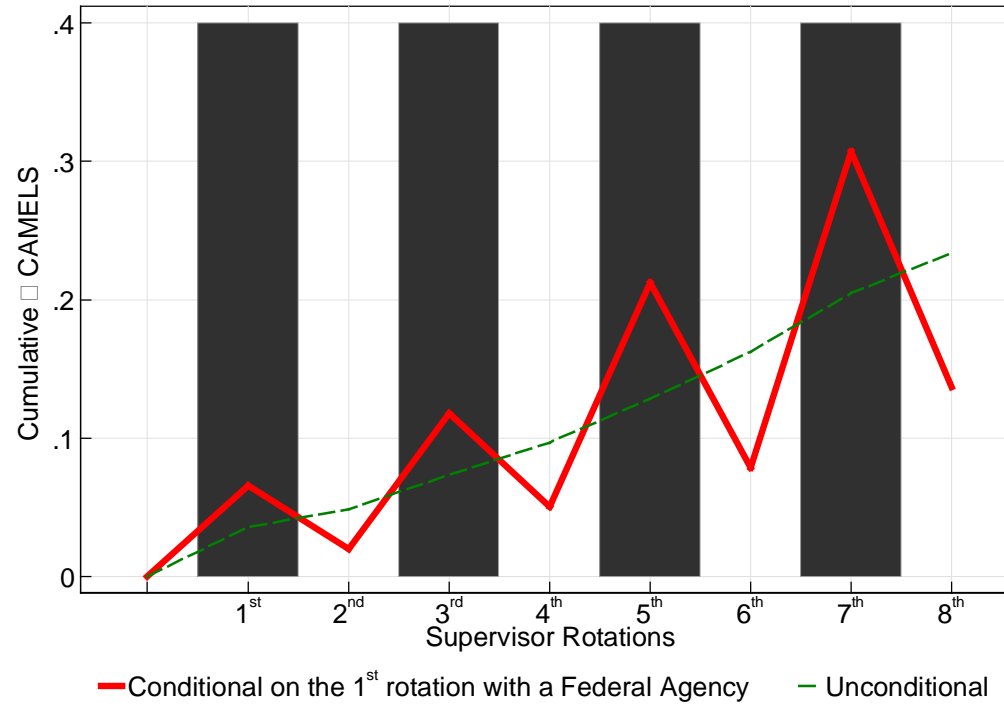 .4
.3
.2
.1
0
Cumulative □ CAMELS
1st 2nd 3rd 4th 5th 6th 7th 8th
Supervisor Rotations
Conditional on the 1st rotation with a Federal Agency Unconditional